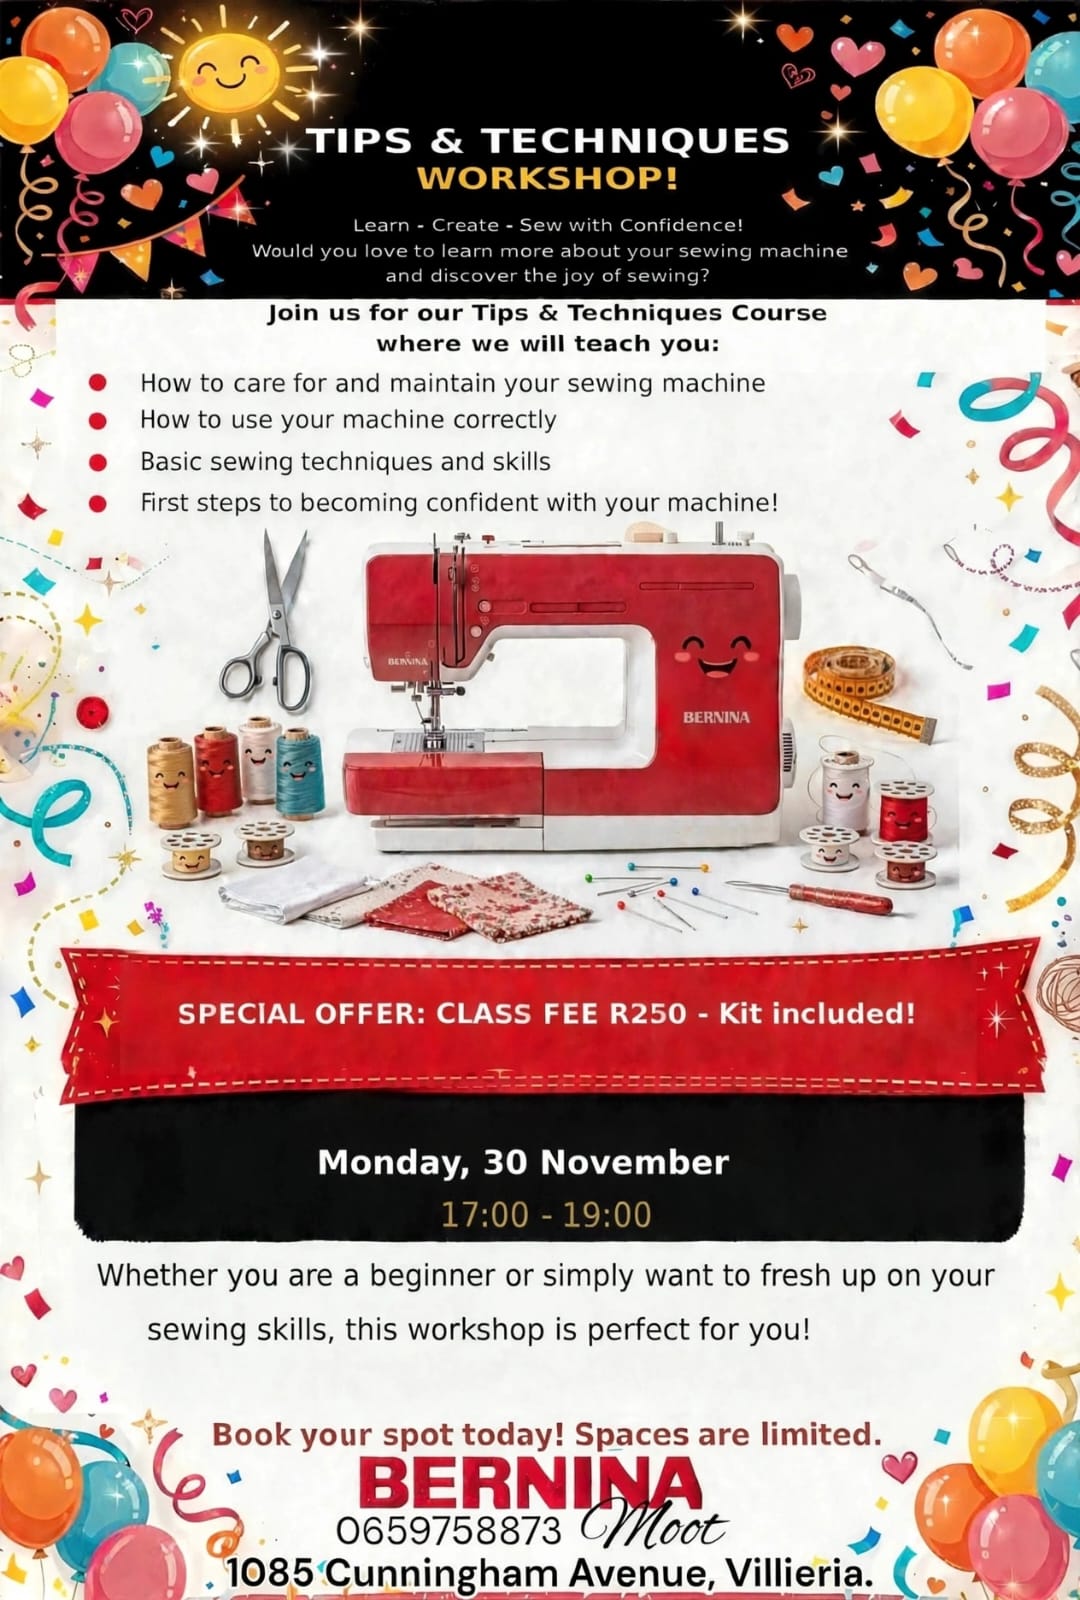 TIPS & TECHNIQUES
WORKSHOP!
Learn - Create - Sew with Confidence!
Would you love to learn more about your sewing machine
and discover the joy of sewing?
Join us for our Tips & Techniques Course
where we will teach you:
How to care for and maintain your sewing machine
How to use your machine correctly
Basic sewing techniques and skills
First steps to becoming confident with your machine!
BERNINA
BERNINA
SPECIAL OFFER: CLASS FEE R250 - Kit included!
Monday, 30 November
17:00 - 19:00
Whether you are a beginner or simply want to fresh up on your
sewing skills, this workshop is perfect for you!
Book your spot today! Spaces are limited.
BERNINA
0659758873 Moot
1085 Cunningham Avenue, Villieria.